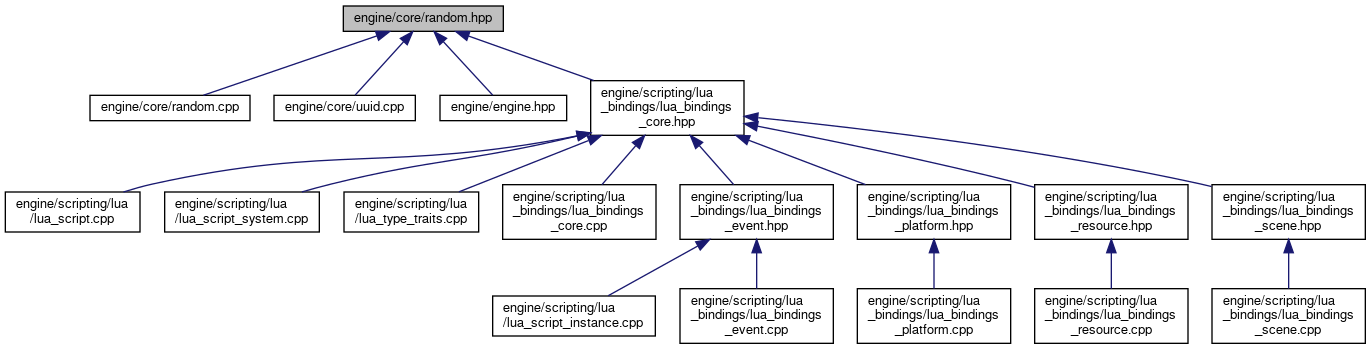 engine/core/random.hpp
engine/core/random.cpp
engine/core/uuid.cpp
engine/engine.hpp
engine/scripting/lua
_bindings/lua_bindings
_core.hpp
engine/scripting/lua
/lua_script.cpp
engine/scripting/lua
/lua_script_system.cpp
engine/scripting/lua
/lua_type_traits.cpp
engine/scripting/lua
_bindings/lua_bindings
_core.cpp
engine/scripting/lua
_bindings/lua_bindings
_event.hpp
engine/scripting/lua
_bindings/lua_bindings
_platform.hpp
engine/scripting/lua
_bindings/lua_bindings
_resource.hpp
engine/scripting/lua
_bindings/lua_bindings
_scene.hpp
engine/scripting/lua
/lua_script_instance.cpp
engine/scripting/lua
_bindings/lua_bindings
_event.cpp
engine/scripting/lua
_bindings/lua_bindings
_platform.cpp
engine/scripting/lua
_bindings/lua_bindings
_resource.cpp
engine/scripting/lua
_bindings/lua_bindings
_scene.cpp